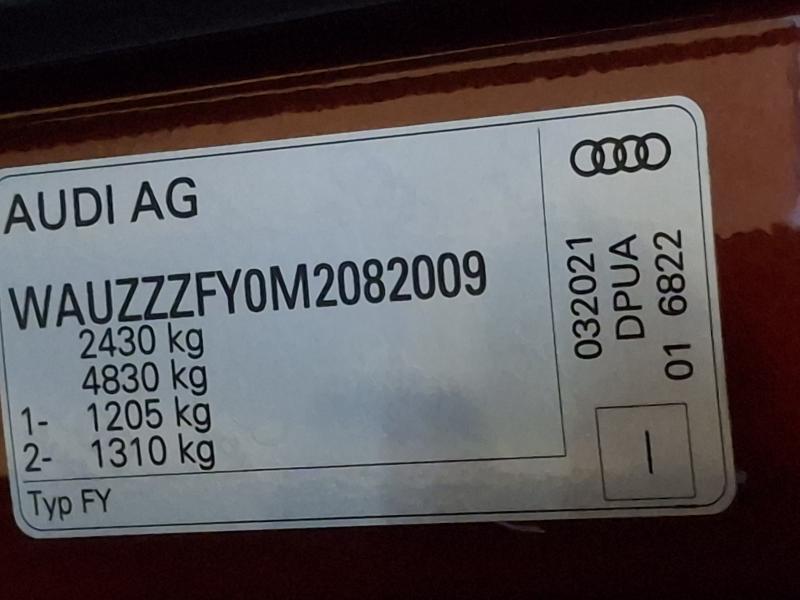 AUDI AG
WAUZZZFY0M2082009
2430 kg
4830 kg
1- 1205 kg
2- 1310 kg
Typ FY
032021
DPUA
01 6822